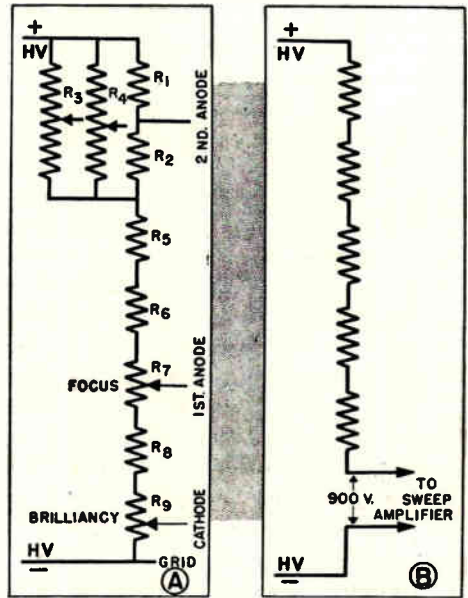 +
HV
R3
R4
R1
R2
2 ND. ANODE
R5
R6
R7
FOCUS
1ST. ANODE
R8
R9
BRILLIANCY
CATHODE
HV
−
GRID
A
+
HV
900 V.
TO
SWEEP
AMPLIFIER
HV
−
B